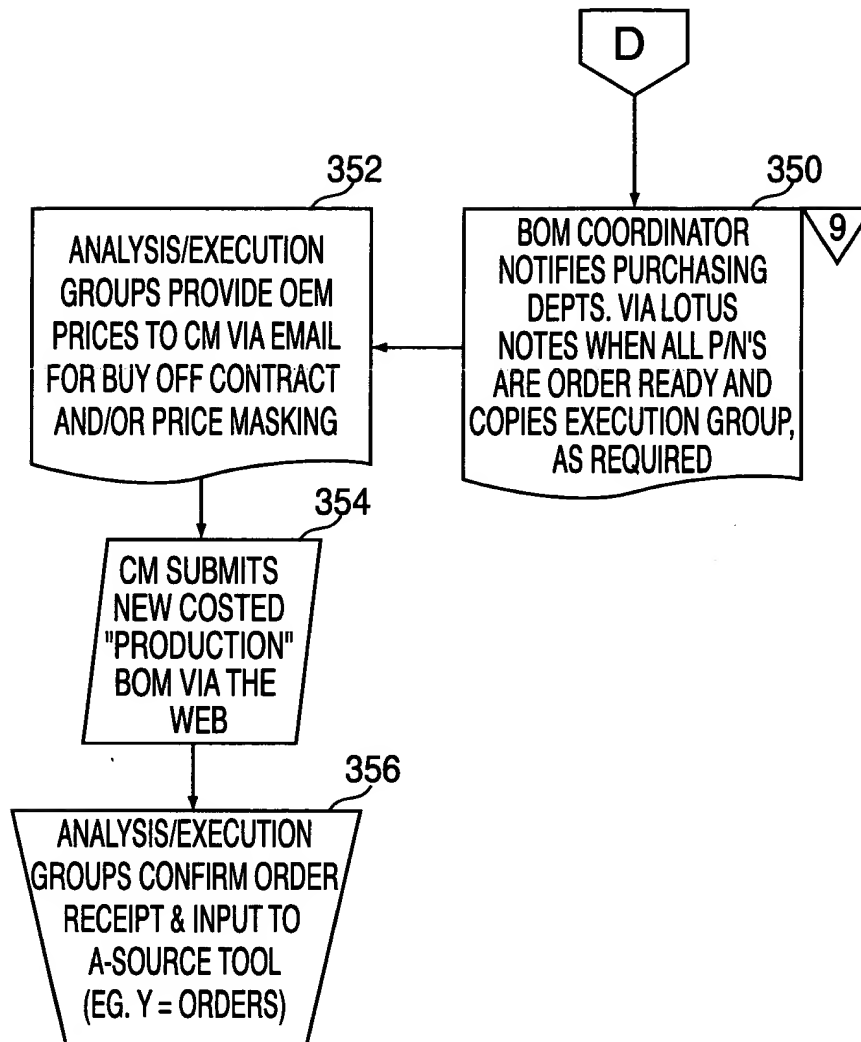 D
350
BOM COORDINATOR
NOTIFIES PURCHASING
DEPTS. VIA LOTUS
NOTES WHEN ALL P/N'S
ARE ORDER READY AND
COPIES EXECUTION GROUP,
AS REQUIRED
9
352
ANALYSIS/EXECUTION
GROUPS PROVIDE OEM
PRICES TO CM VIA EMAIL
FOR BUY OFF CONTRACT
AND/OR PRICE MASKING
354
CM SUBMITS
NEW COSTED
"PRODUCTION"
BOM VIA THE
WEB
356
ANALYSIS/EXECUTION
GROUPS CONFIRM ORDER
RECEIPT & INPUT TO
A-SOURCE TOOL
(EG. Y = ORDERS)